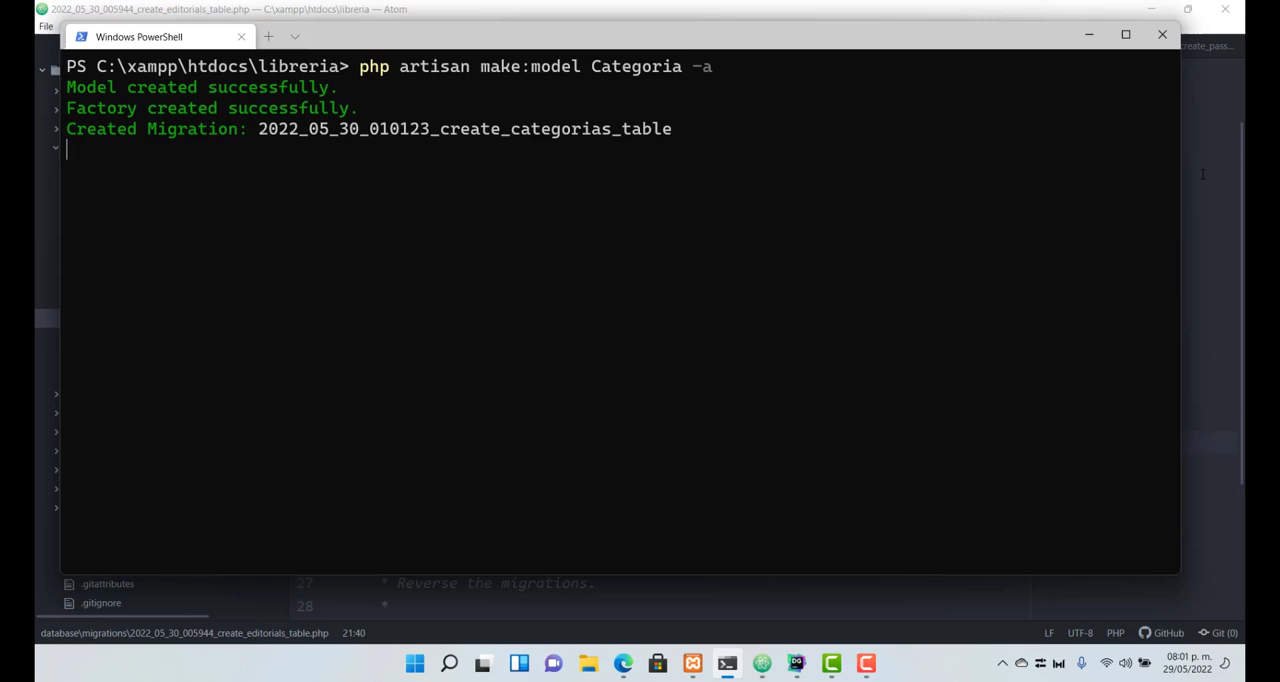 2022_05_30_005944_create_editorials_table.php — C:\xampp\htdocs\libreria — Atom
File
Windows PowerShell
create_pass...
PS C:\xampp\htdocs\libreria> php artisan make:model Categoria -a
Model created successfully.
Factory created successfully.
Created Migration: 2022_05_30_010123_create_categorias_table
.gitattributes
27 * Reverse the migrations.
.gitignore
28 *
database\migrations\2022_05_30_005944_create_editorials_table.php 21:40 LF UTF-8 PHP GitHub Git (0)
DG
08:01 p. m.
29/05/2022